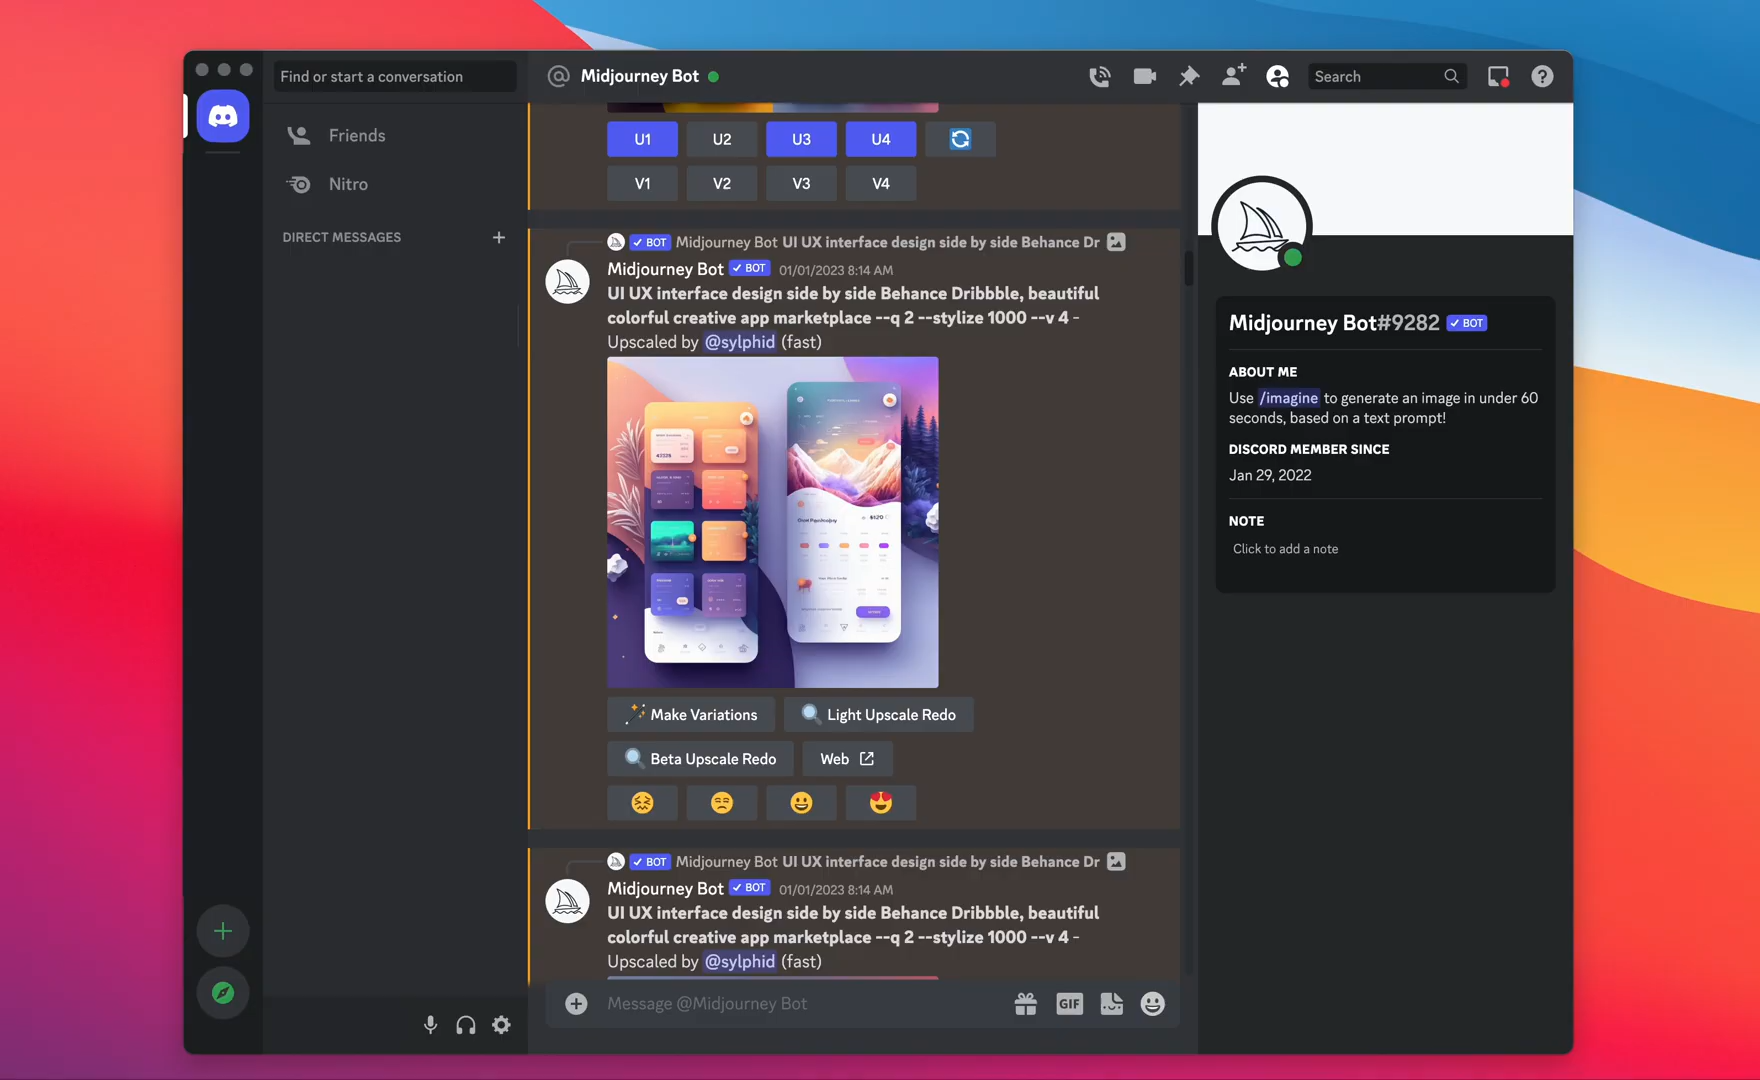 Find or start a conversation
Midjourney Bot
Search
Friends
Nitro
DIRECT MESSAGES
U1 U2 U3 U4
V1 V2 V3 V4
BOT Midjourney Bot UI UX interface design side by side Behance Dr
Midjourney Bot BOT 01/01/2023 8:14 AM
UI UX interface design side by side Behance Dribbble, beautiful
colorful creative app marketplace --q 2 --stylize 1000 --v 4 -
Upscaled by @sylphid (fast)
Make Variations
Light Upscale Redo
Beta Upscale Redo
Web
BOT Midjourney Bot UI UX interface design side by side Behance Dr
Midjourney Bot BOT 01/01/2023 8:14 AM
UI UX interface design side by side Behance Dribbble, beautiful
colorful creative app marketplace --q 2 --stylize 1000 --v 4 -
Upscaled by @sylphid (fast)
Message @Midjourney Bot
GIF
Midjourney Bot#9282 BOT
ABOUT ME
Use /imagine to generate an image in under 60
seconds, based on a text prompt!
DISCORD MEMBER SINCE
Jan 29, 2022
NOTE
Click to add a note